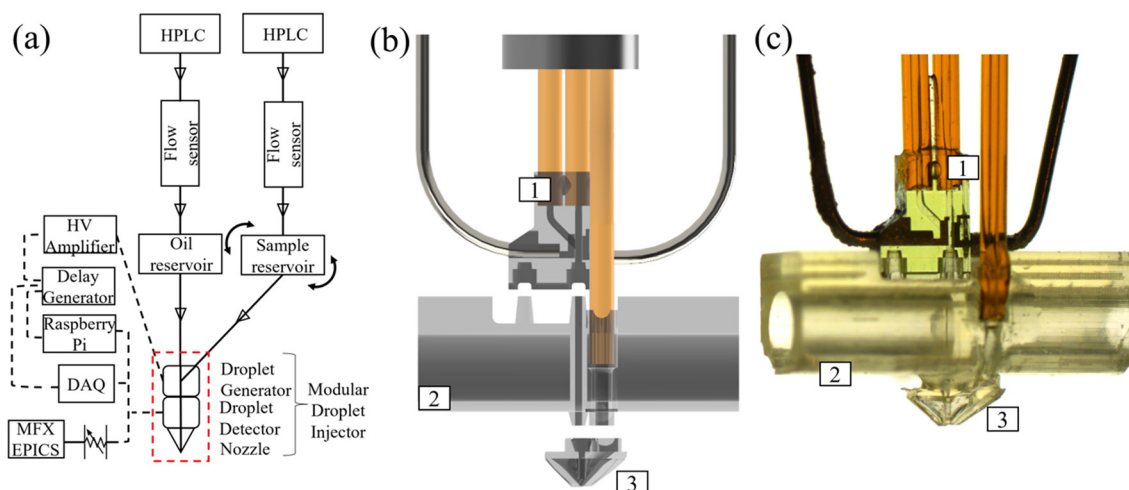 (a)
HPLC
HPLC
Flow
sensor
Flow
sensor
HV
Amplifier
Oil
reservoir
Sample
reservoir
Delay
Generator
Raspberry
Pi
DAQ
MFX
EPICS
Droplet
Generator
Droplet
Detector
Nozzle
Modular
Droplet
Injector
(b)
1
2
3
(c)
1
2
3